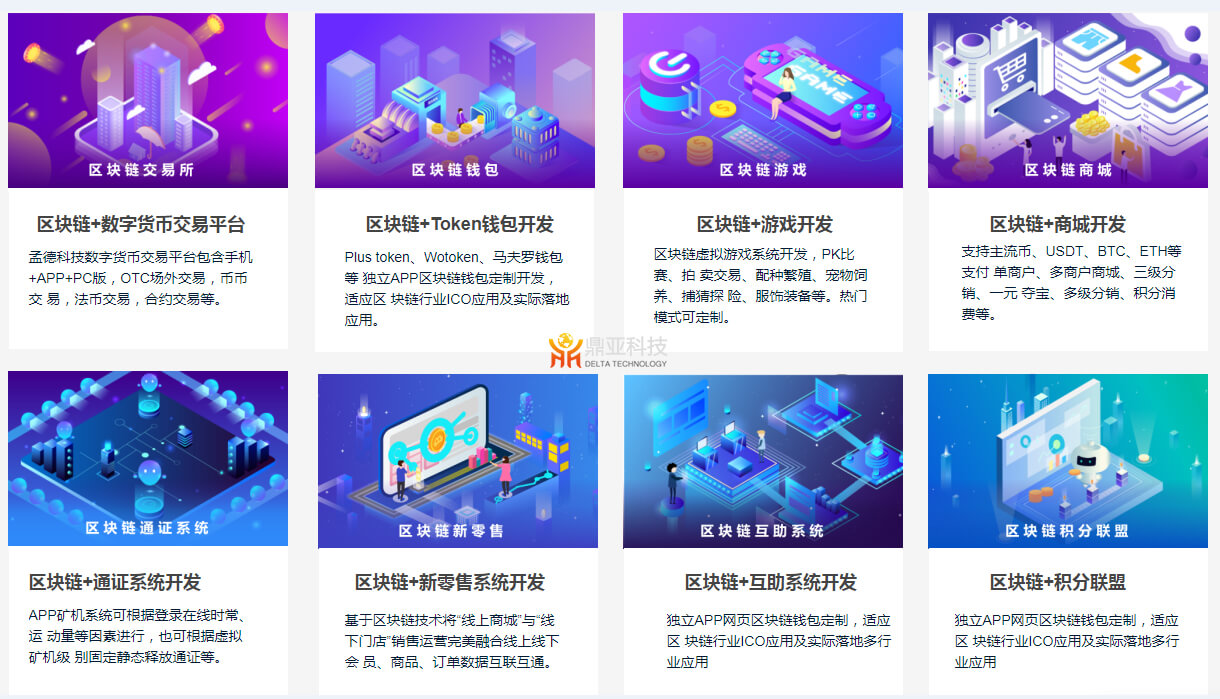 区块链交易所
区块链+数字货币交易平台
孟德科技数字货币交易平台包含手机
+APP+PC版，OTC场外交易，币币
交 易，法币交易，合约交易等。
区块链钱包
区块链+Token钱包开发
Plus token、Wotoken、马夫罗钱包
等 独立APP区块链钱包定制开发，
适应区 块链行业ICO应用及实际落地
应用。
GAME
GAME
区块链游戏
区块链+游戏开发
区块链虚拟游戏系统开发，PK比
赛、拍 卖交易、配种繁殖、宠物饲
养、捕猜探 险、服饰装备等。热门
模式可定制。
区块链商城
区块链+商城开发
支持主流币、USDT、BTC、ETH等
支付 单商户、多商户商城、三级分
销、一元 夺宝、多级分销、积分消
费等。
鼎亚科技
DELTA TECHNOLOGY
区块链通证系统
区块链+通证系统开发
APP矿机系统可根据登录在线时常、
运 动量等因素进行，也可根据虚拟
矿机级 别固定静态释放通证等。
区块链新零售
区块链+新零售系统开发
基于区块链技术将“线上商城”与“线
下门店”销售运营完美融合线上线下
会 员、商品、订单数据互联互通。
区块链互助系统
区块链+互助系统开发
独立APP网页区块链钱包定制，适应
区 块链行业ICO应用及实际落地多行
业应用
区块链积分联盟
区块链+积分联盟
独立APP网页区块链钱包定制，适应
区 块链行业ICO应用及实际落地多行
业应用